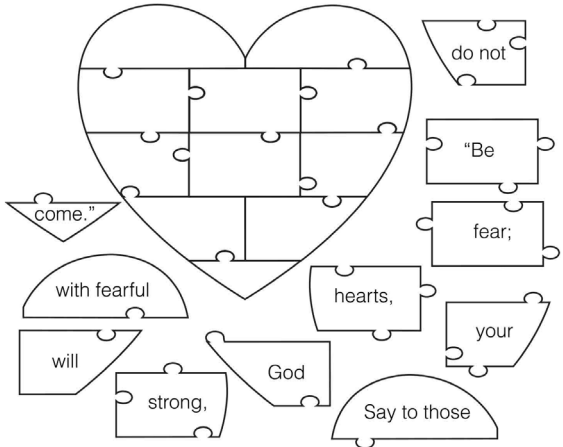 do not
“Be
come.”
fear;
with fearful
hearts,
your
will
God
strong,
Say to those